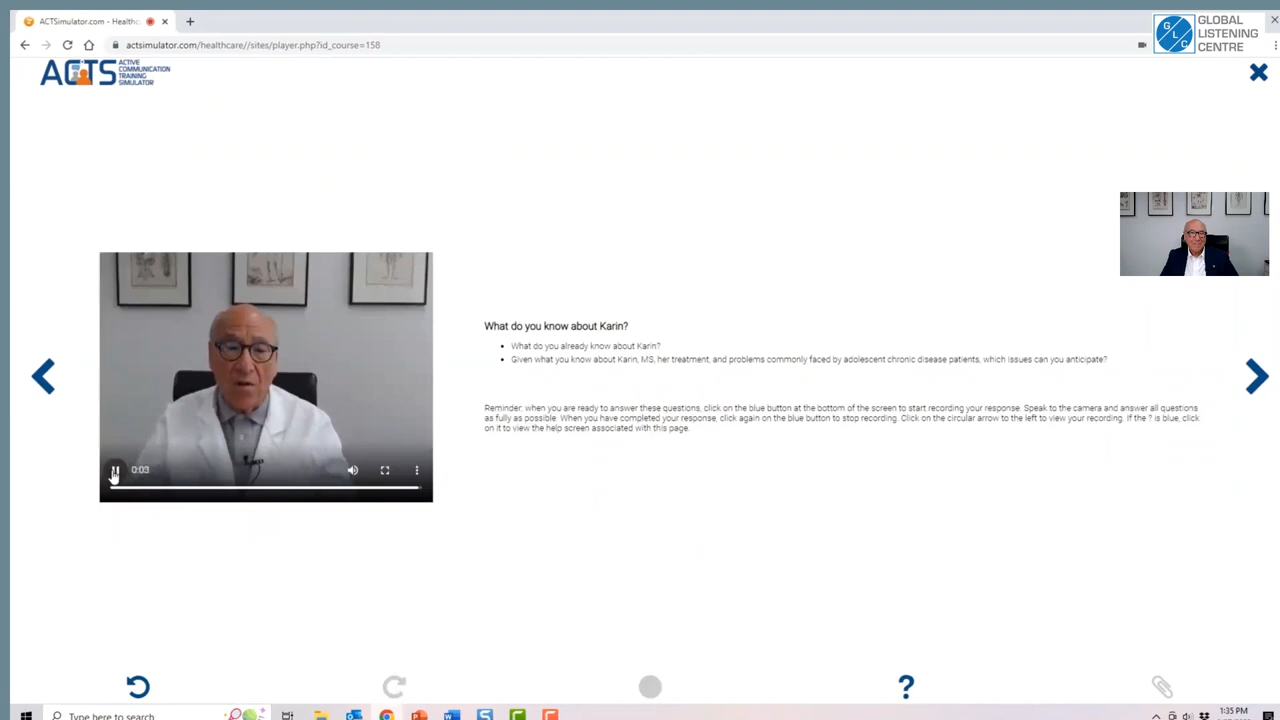 ACTSimulator.com - Healthc
GLOBAL
LISTENING
CENTRE
GLC
actsimulator.com/healthcare//sites/player.php?id_course=158
ACTS
ACTIVE
COMMUNICATION
TRAINING
SIMULATOR
What do you know about Karin?
• What do you already know about Karin?
• Given what you know about Karin, MS, her treatment, and problems commonly faced by adolescent chronic disease patients, which issues can you anticipate?
Reminder: when you are ready to answer these questions, click on the blue button at the bottom of the screen to start recording your response. Speak to the camera and answer all questions
as fully as possible. When you have completed your response, click again on the blue button to stop recording. Click on the circular arrow to the left to view your recording. If the ? is blue, click
on it to view the help screen associated with this page.
0:03
?
Type here to search
1:35 PM